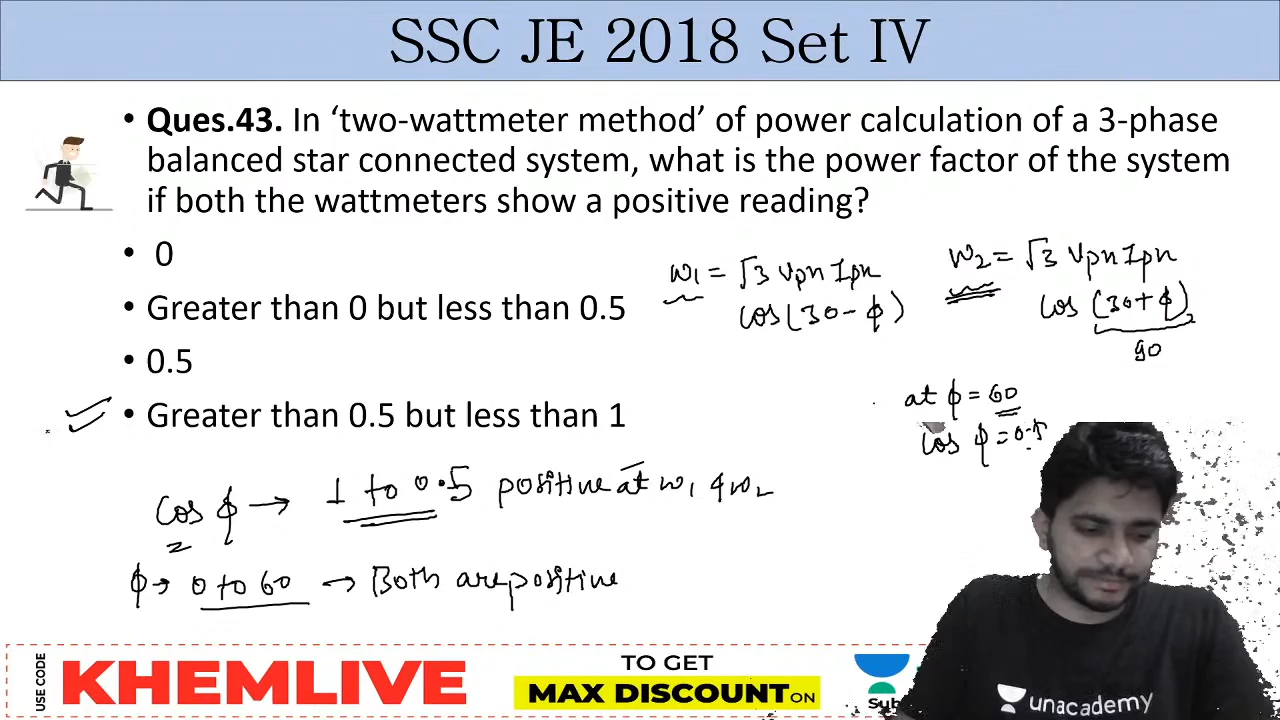 SSC JE 2018 Set IV
• Ques.43. In ‘two-wattmeter method’ of power calculation of a 3-phase
balanced star connected system, what is the power factor of the system
if both the wattmeters show a positive reading?
• 0
• Greater than 0 but less than 0.5
• 0.5
• Greater than 0.5 but less than 1
w1 = √3 Vph Iph
cos(30-ϕ)
w2 = √3 Vph Iph
cos(30+ϕ)
90
at ϕ = 60
cos ϕ = 0.5
cos ϕ → 1 to 0.5 positive at w1 & w2
ϕ → 0 to 60 → Both are positive
USE CODE
KHEMLIVE
TO GET
MAX DISCOUNT ON
unacademy